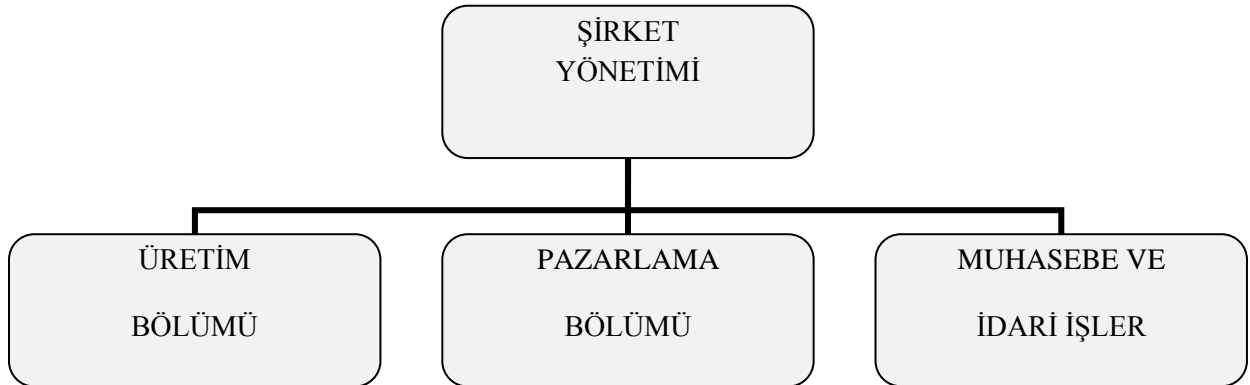 ŞİRKET
YÖNETİMİ
ÜRETİM
BÖLÜMÜ
PAZARLAMA
BÖLÜMÜ
MUHASEBE VE
İDARİ İŞLER